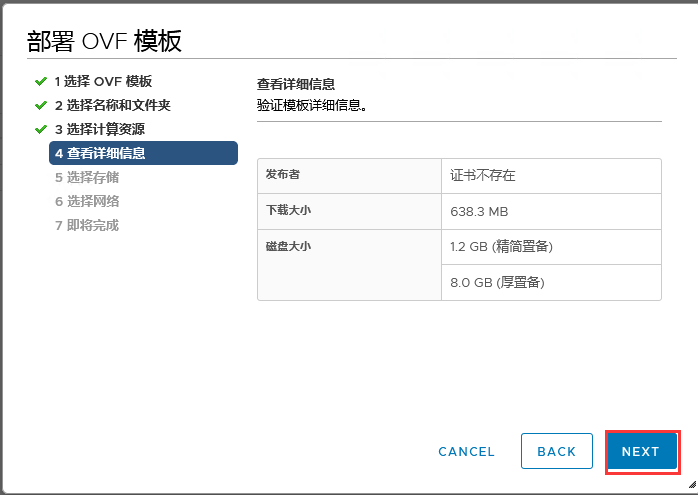 部署 OVF 模板
1 选择 OVF 模板
2 选择名称和文件夹
3 选择计算资源
4 查看详细信息
5 选择存储
6 选择网络
7 即将完成
查看详细信息
验证模板详细信息。
发布者 证书不存在
下载大小 638.3 MB
磁盘大小 1.2 GB (精简置备)
8.0 GB (厚置备)
CANCEL BACK NEXT